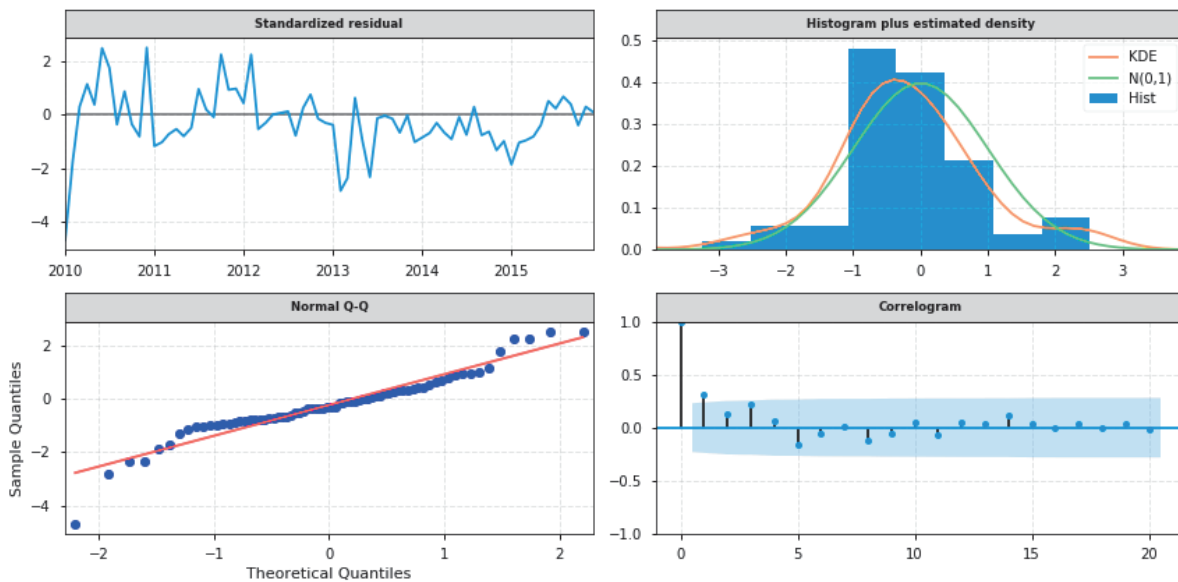 Standardized residual
2
0
−2
−4
2010 2011 2012 2013 2014 2015
Histogram plus estimated density
0.5
0.4
0.3
0.2
0.1
0.0
KDE
N(0,1)
Hist
−3 −2 −1 0 1 2 3
Normal Q-Q
Sample Quantiles
2
0
−2
−4
−2 −1 0 1 2
Theoretical Quantiles
Correlogram
1.0
0.5
0.0
−0.5
−1.0
0 5 10 15 20